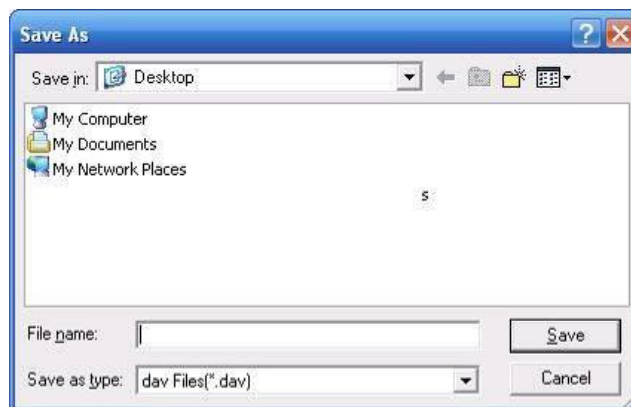 Save As
Save in: Desktop
My Computer
My Documents
My Network Places
s
File name: Save
Save as type: dav Files(*.dav) Cancel